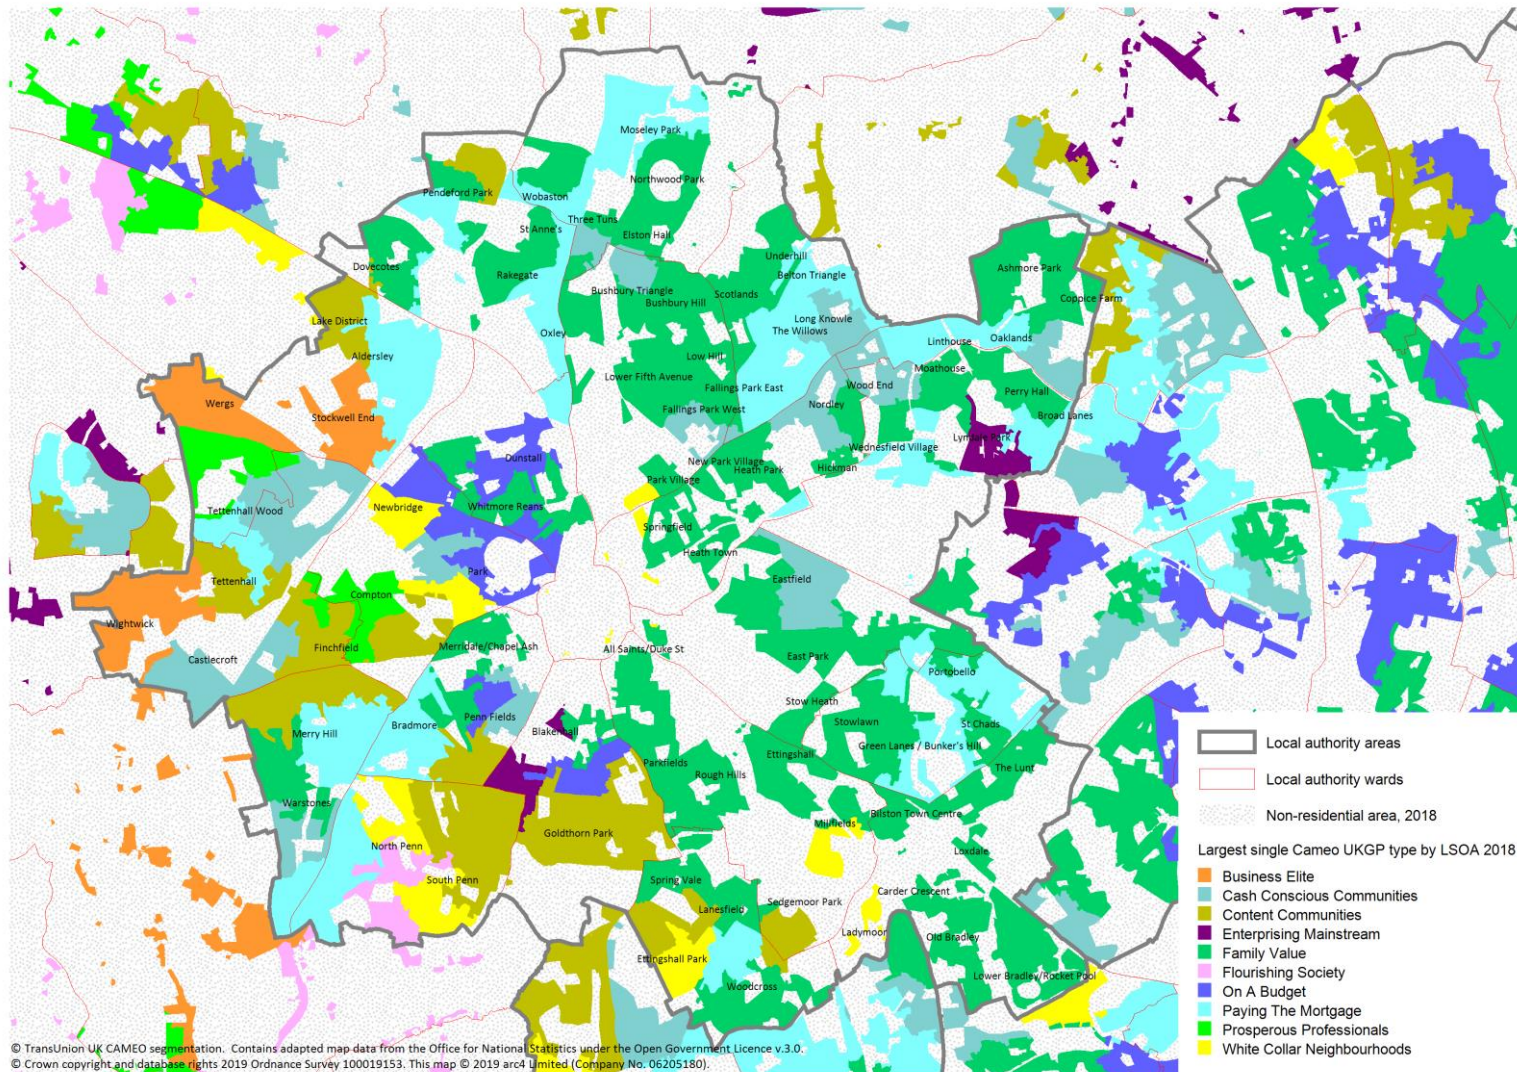 Moseley Park
Northwood Park
Pendeford Park
Wobaston
Three Tuns
St Anne's
Elston Hall
Underhill
Dovecotes
Rakegate
Belton Triangle
Ashmore Park
Bushbury Triangle
Scotlands
Coppice Farm
Bushbury Hill
Lake District
Long Knowle
Oxley
The Willows
Linthouse
Oaklands
Aldersley
Low Hill
Moathouse
Lower Fifth Avenue
Fallings Park East
Wood End
Perry Hall
Wergs
Nordley
Stockwell End
Fallings Park West
Broad Lanes
Lyndale Park
Wednesfield Village
Dunstall
New Park Village
Heath Park
Hickman
Park Village
Newbridge
Whitmore Reans
Tettenhall Wood
Springfield
Heath Town
Park
Eastfield
Tettenhall
Compton
Wightwick
Finchfield
Merridale/Chapel Ash
All Saints/Duke St
Castlecroft
East Park
Portobello
Stow Heath
Penn Fields
Bradmore
Stowlawn
St Chads
Merry Hill
Blakenhall
Green Lanes / Bunker's Hill
Ettingshall
Parkfields
The Lunt
Rough Hills
Warstones
Bilston Town Centre
Millfields
Goldthorn Park
North Penn
Loxdale
South Penn
Spring Vale
Carder Crescent
Sedgemoor Park
Lanesfield
Ladymoor
Old Bradley
Ettingshall Park
Lower Bradley/Rocket Pool
Woodcross
Local authority areas
Local authority wards
Non-residential area, 2018
Largest single Cameo UKGP type by LSOA 2018
Business Elite
Cash Conscious Communities
Content Communities
Enterprising Mainstream
Family Value
Flourishing Society
On A Budget
Paying The Mortgage
Prosperous Professionals
White Collar Neighbourhoods
© TransUnion UK CAMEO segmentation. Contains adapted map data from the Office for National Statistics under the Open Government Licence v.3.0.
© Crown copyright and database rights 2019 Ordnance Survey 100019153. This map © 2019 arc4 Limited (Company No. 06205180).